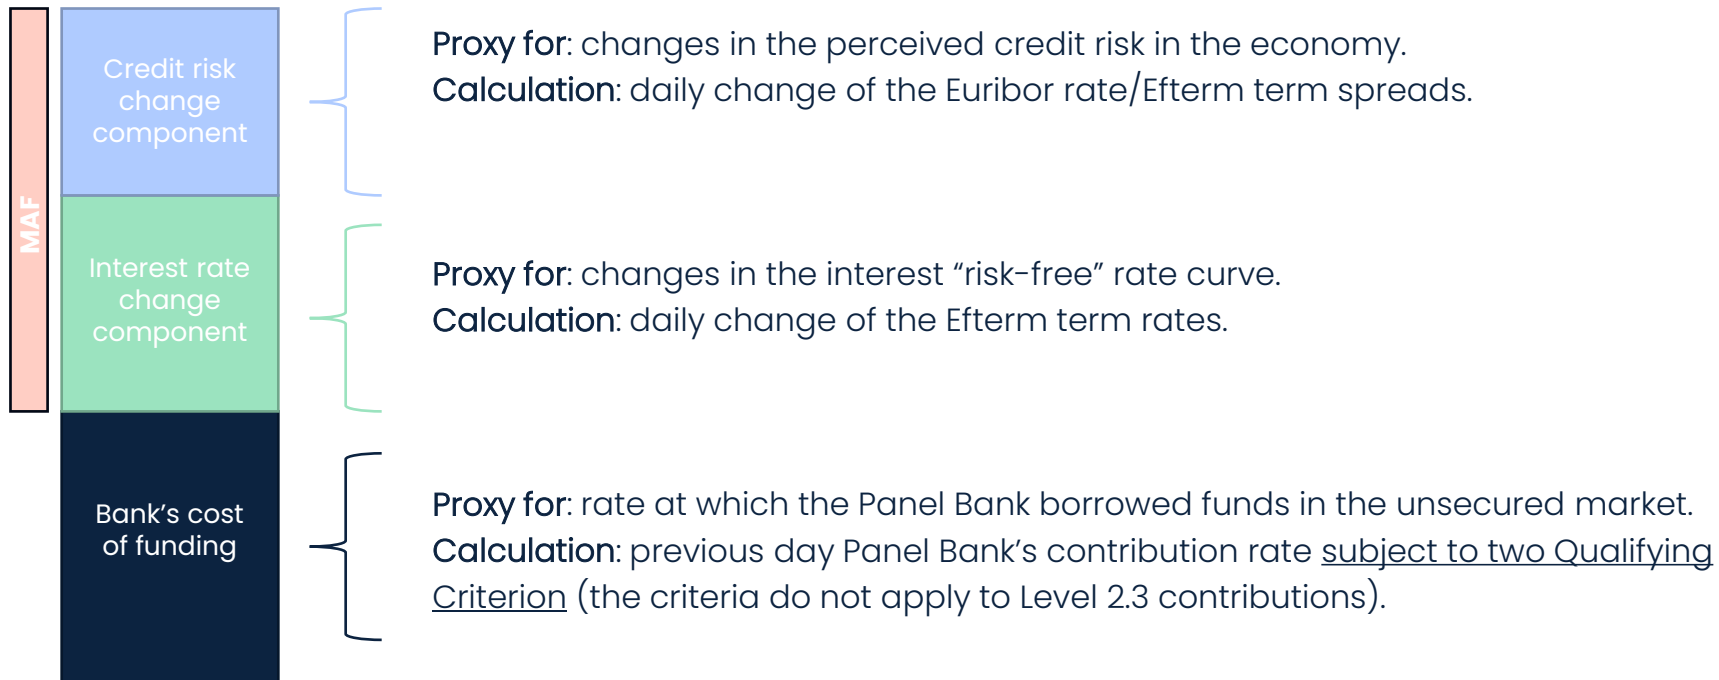 MAF
Credit risk
change
component
Proxy for: changes in the perceived credit risk in the economy.
Calculation: daily change of the Euribor rate/Efterm term spreads.
Interest rate
change
component
Proxy for: changes in the interest “risk-free” rate curve.
Calculation: daily change of the Efterm term rates.
Bank’s cost
of funding
Proxy for: rate at which the Panel Bank borrowed funds in the unsecured market.
Calculation: previous day Panel Bank’s contribution rate subject to two Qualifying
Criterion (the criteria do not apply to Level 2.3 contributions).